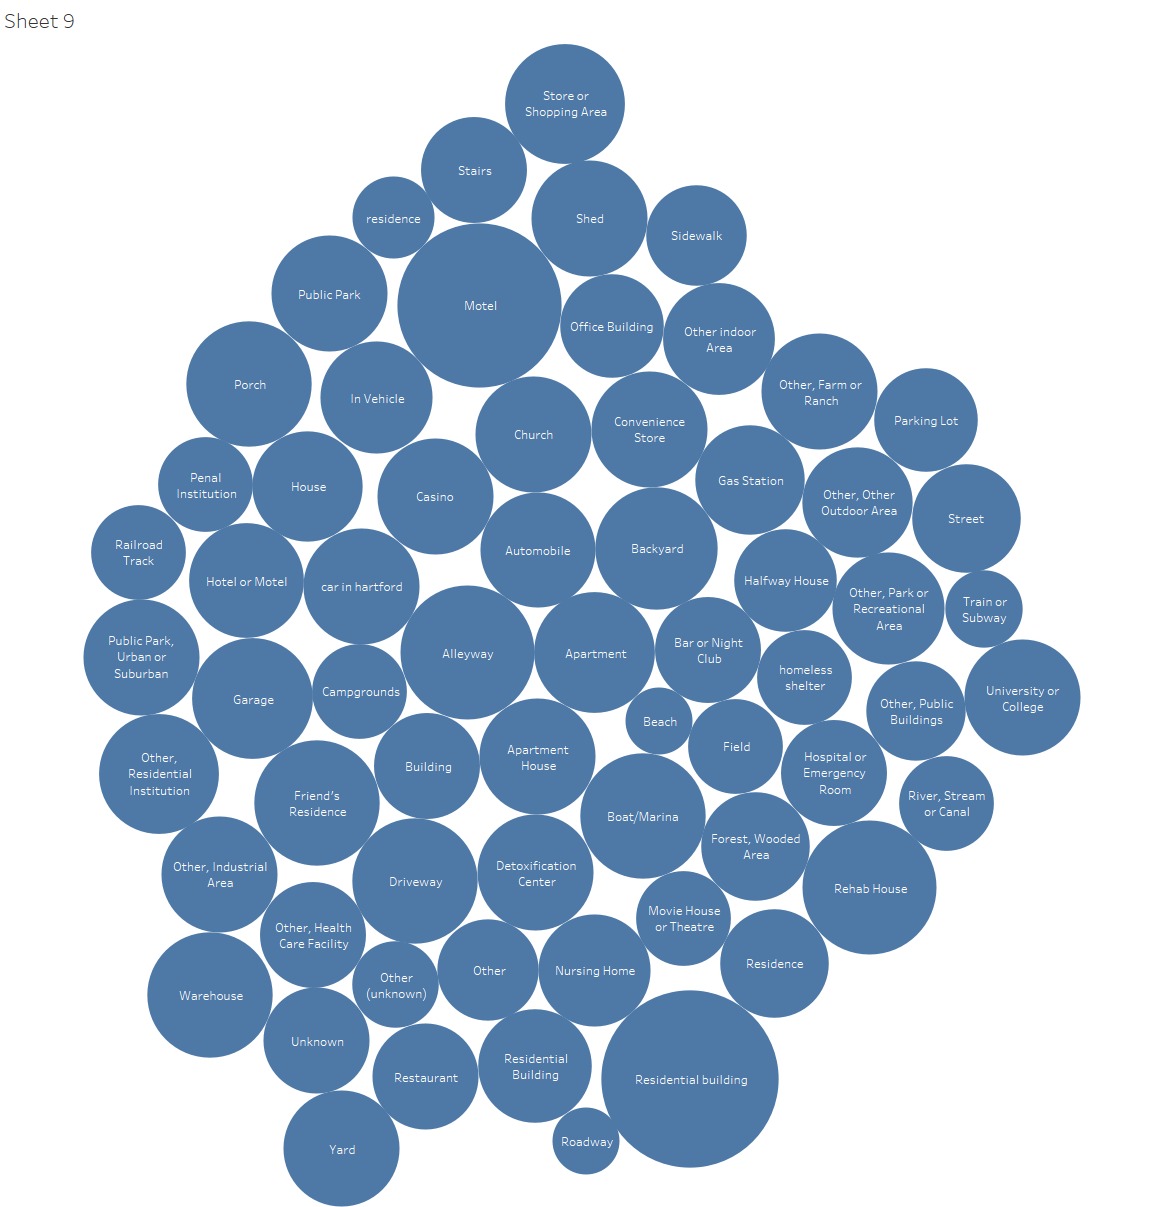 Sheet 9
Store or
Shopping Area
Stairs
residence
Shed
Sidewalk
Public Park
Motel
Office Building
Other indoor
Area
Porch
In Vehicle
Other, Farm or
Ranch
Church
Convenience
Store
Parking Lot
Penal
Institution
House
Casino
Gas Station
Other, Other
Outdoor Area
Street
Railroad
Track
Automobile
Backyard
Hotel or Motel
car in hartford
Halfway House
Other, Park or
Recreational
Area
Train or
Subway
Public Park,
Urban or
Suburban
Alleyway
Apartment
Bar or Night
Club
homeless
shelter
Garage
Campgrounds
University or
College
Other, Public
Buildings
Beach
Field
Other,
Residential
Institution
Building
Apartment
House
Hospital or
Emergency
Room
Friend's
Residence
Boat/Marina
River, Stream
or Canal
Forest, Wooded
Area
Other, Industrial
Area
Driveway
Detoxification
Center
Rehab House
Movie House
or Theatre
Other, Health
Care Facility
Other
(unknown)
Other
Nursing Home
Residence
Warehouse
Unknown
Restaurant
Residential
Building
Residential building
Yard
Roadway